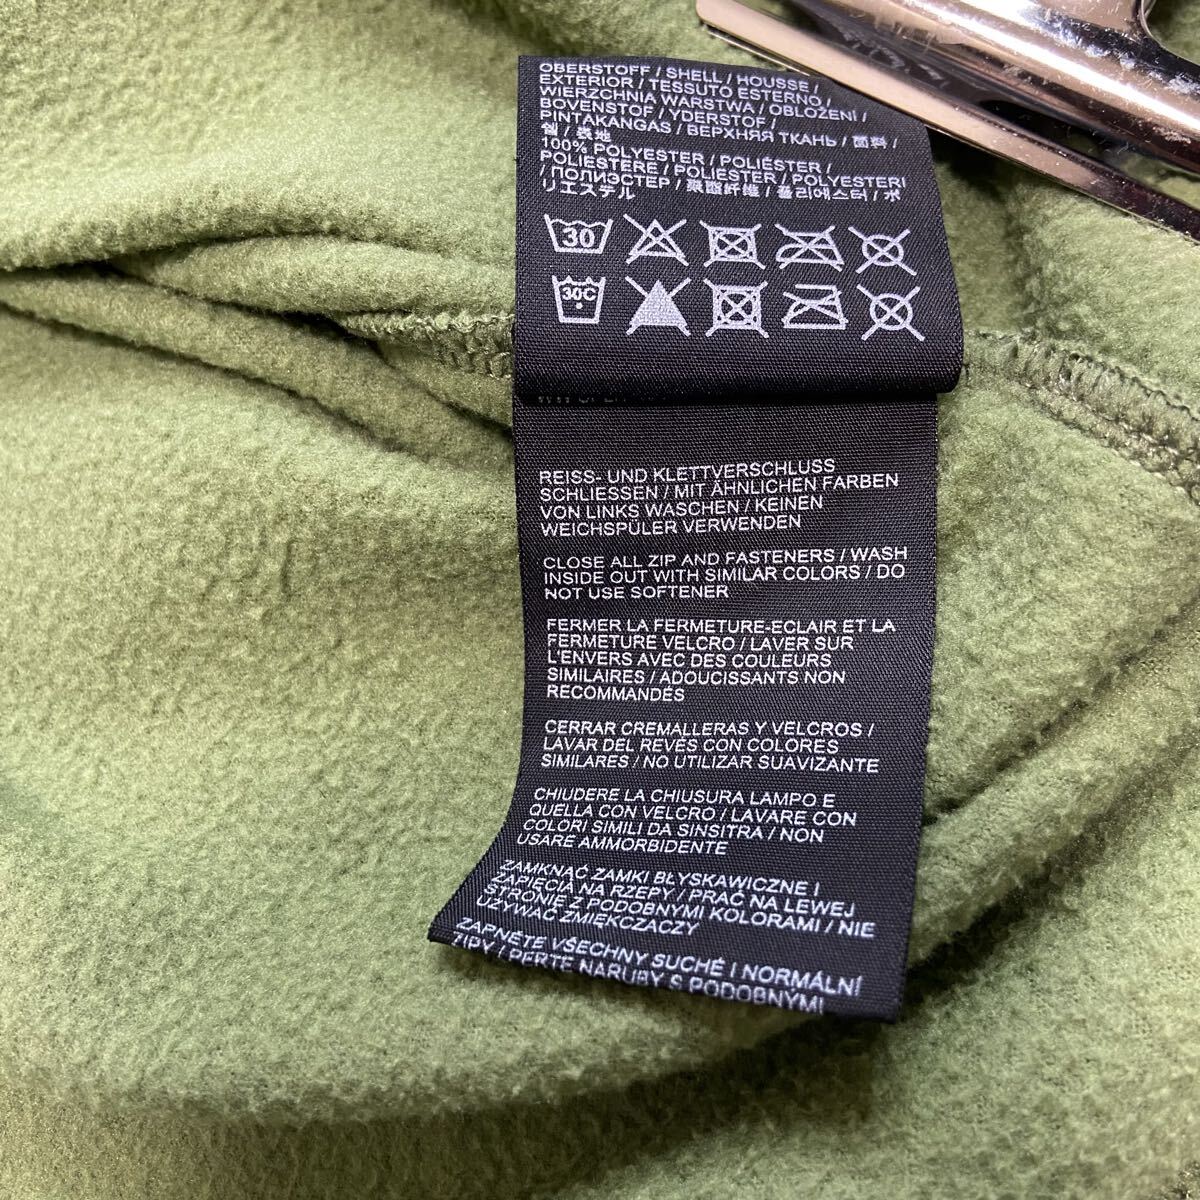 OBERSTOFF / SHELL / HOUSSE /
EXTERIOR / TESSUTO ESTERNO /
WIERZCHNIA WARSTWA / OBLOŽENÍ /
BOVENSTOF / YDERSTOF /
PINTAKANGAS / ВЕРХНЯЯ ТКАНЬ / 面料 /
쉘 / 表地
100% POLYESTER / POLIÉSTER /
POLIESTERE / POLIESTER / POLYESTERI
/ ПОЛИЭСТЕР / 聚酯纤维 / 폴리에스터 / ポ
リエステル
30
30C
REISS- UND KLETTVERSCHLUSS
SCHLIESSEN / MIT ÄHNLICHEN FARBEN
VON LINKS WASCHEN / KEINEN
WEICHSPÜLER VERWENDEN
CLOSE ALL ZIP AND FASTENERS / WASH
INSIDE OUT WITH SIMILAR COLORS / DO
NOT USE SOFTENER
FERMER LA FERMETURE-ECLAIR ET LA
FERMETURE VELCRO / LAVER SUR
L'ENVERS AVEC DES COULEURS
SIMILAIRES / ADOUCISSANTS NON
RECOMMANDÉS
CERRAR CREMALLERAS Y VELCROS /
LAVAR DEL REVÉS CON COLORES
SIMILARES / NO UTILIZAR SUAVIZANTE
CHIUDERE LA CHIUSURA LAMPO E
QUELLA CON VELCRO / LAVARE CON
COLORI SIMILI DA SINSITRA / NON
USARE AMMORBIDENTE
ZAMKNĄĆ ZAMKI BŁYSKAWICZNE I
ZAPIĘCIA NA RZEPY / PRAĆ NA LEWEJ
STRONIE Z PODOBNYMI KOLORAMI / NIE
UŻYWAĆ ZMIĘKCZACZY
ZAPNĚTE VŠECHNY SUCHÉ I NORMÁLNÍ
ZIPY / PERTE NARUBY S PODOBNÝMI